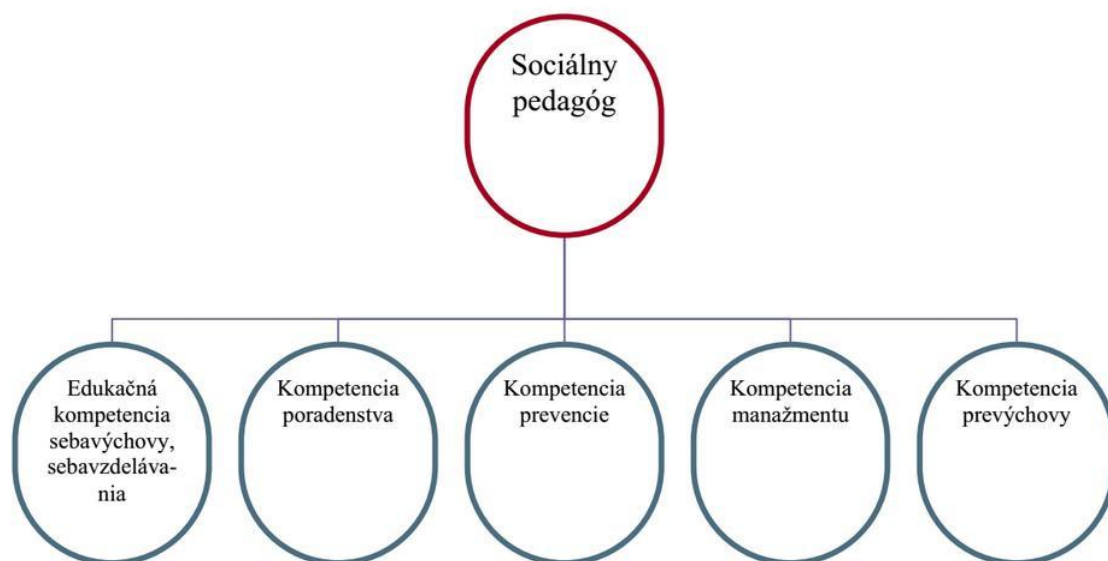 Sociálny
pedagóg
Edukačná
kompetencia
sebavýchovy,
sebavzdeláva-
nia
Kompetencia
poradenstva
Kompetencia
prevencie
Kompetencia
manažmentu
Kompetencia
prevýchovy